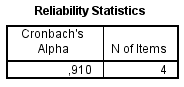 Reliability Statistics
Cronbach's
Alpha N of Items
,910 4